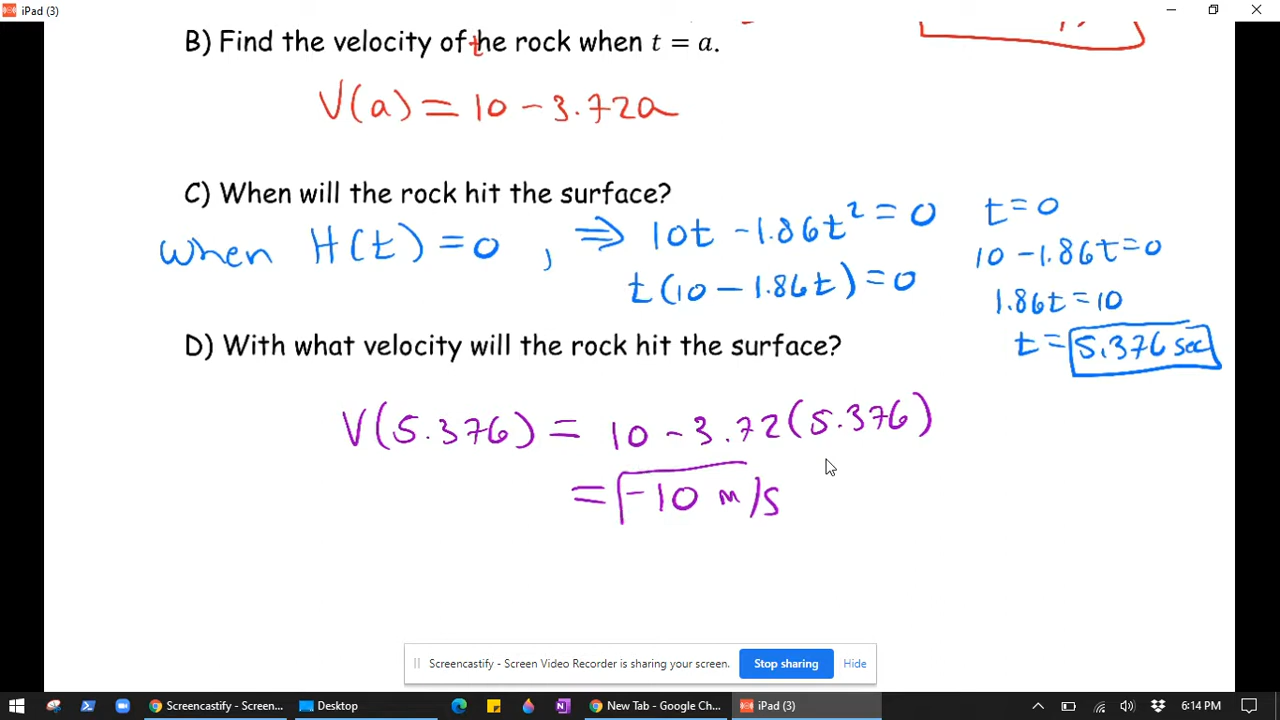 iPad (3)
B) Find the velocity of the rock when t = a.
V(a) = 10 - 3.72a
C) When will the rock hit the surface?
when H(t) = 0, ⇒ 10t - 1.86t² = 0
t(10 - 1.86t) = 0
t = 0
10 - 1.86t = 0
1.86t = 10
t = 5.376 sec
D) With what velocity will the rock hit the surface?
V(5.376) = 10 - 3.72(5.376)
= -10 m/s
Screencastify - Screen Video Recorder is sharing your screen.
Stop sharing
Hide
Screencastify - Screen...
Desktop
New Tab - Google Ch...
iPad (3)
6:14 PM